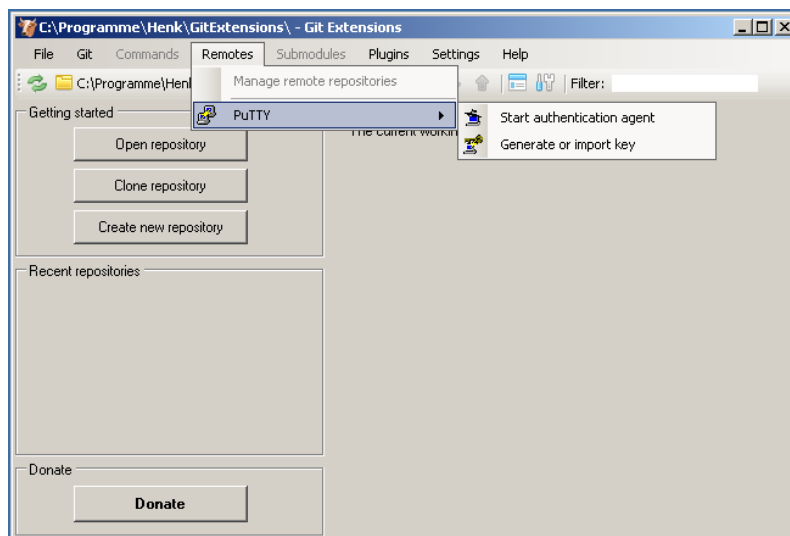 C:\Programme\Henk\GitExtensions\ - Git Extensions
File Git Commands Remotes Submodules Plugins Settings Help
C:\Programme\Henk Filter:
Manage remote repositories
PuTTY
Start authentication agent
Generate or import key
Getting started
The current
Open repository
Clone repository
Create new repository
Recent repositories
Donate
Donate